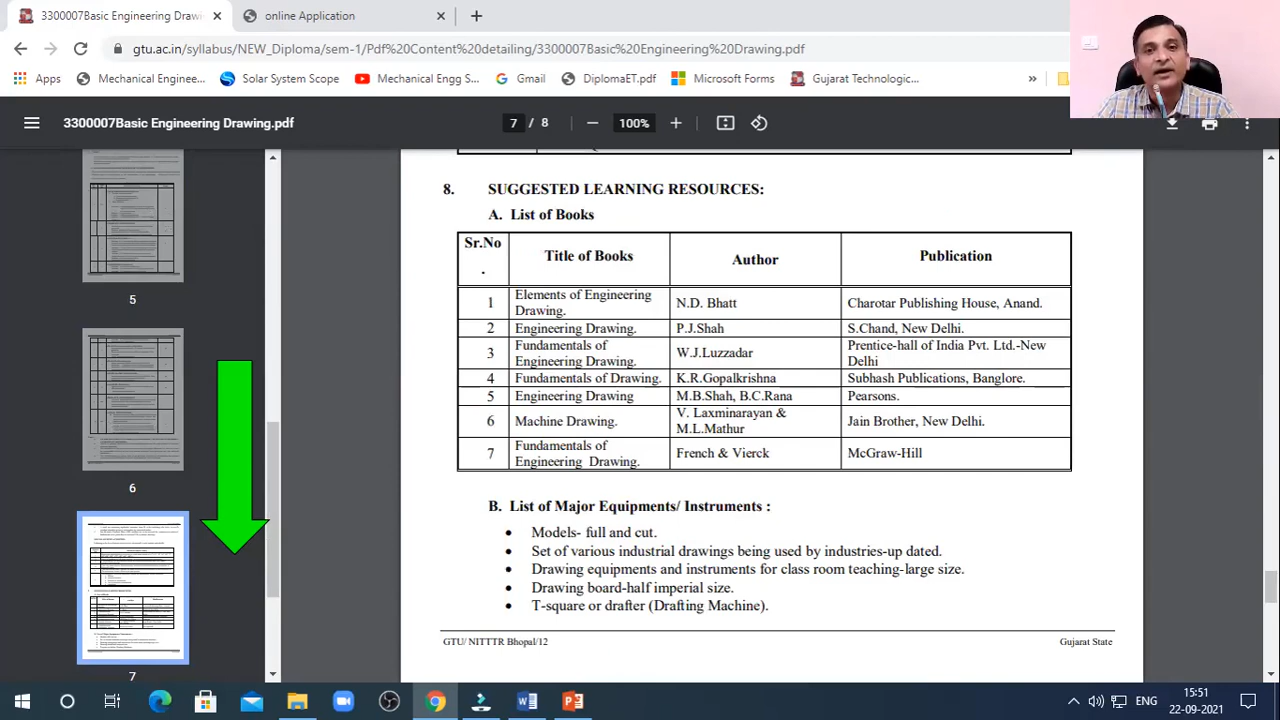 3300007Basic Engineering Drawi
online Application
gtu.ac.in/syllabus/NEW_Diploma/sem-1/Pdf%20Content%20detailing/3300007Basic%20Engineering%20Drawing.pdf
Apps
Mechanical Enginee...
Solar System Scope
Mechanical Engg S...
Gmail
DiplomaET.pdf
Microsoft Forms
Gujarat Technologic...
»
3300007Basic Engineering Drawing.pdf
7 / 8
100%
5
6
7
8. SUGGESTED LEARNING RESOURCES:
A. List of Books
Sr.No
.
Title of Books
Author
Publication
1
Elements of Engineering
Drawing.
N.D. Bhatt
Charotar Publishing House, Anand.
2
Engineering Drawing.
P.J.Shah
S.Chand, New Delhi.
3
Fundamentals of
Engineering Drawing.
W.J.Luzzadar
Prentice-hall of India Pvt. Ltd.-New
Delhi
4
Fundamentals of Drawing.
K.R.Gopalkrishna
Subhash Publications, Banglore.
5
Engineering Drawing
M.B.Shah, B.C.Rana
Pearsons.
6
Machine Drawing.
V. Laxminarayan &
M.L.Mathur
Jain Brother, New Delhi.
7
Fundamentals of
Engineering Drawing.
French & Vierck
McGraw-Hill
B. List of Major Equipments/ Instruments :
• Models- full and cut.
• Set of various industrial drawings being used by industries-up dated.
• Drawing equipments and instruments for class room teaching-large size.
• Drawing board-half imperial size.
• T-square or drafter (Drafting Machine).
GTU/ NITTTR Bhopal/12
Gujarat State
ENG
15:51
22-09-2021